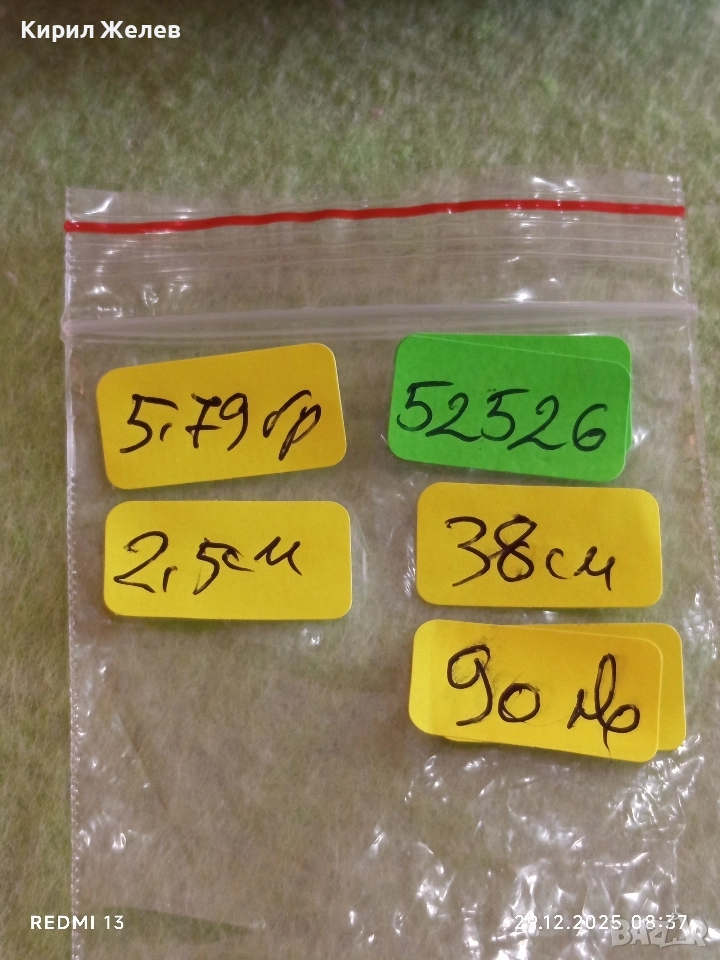 Кирил Желев
5,79 гр
52526
2,5 см
38 см
90 лв
REDMI 13
29.12.2025 08:37
BAZAR